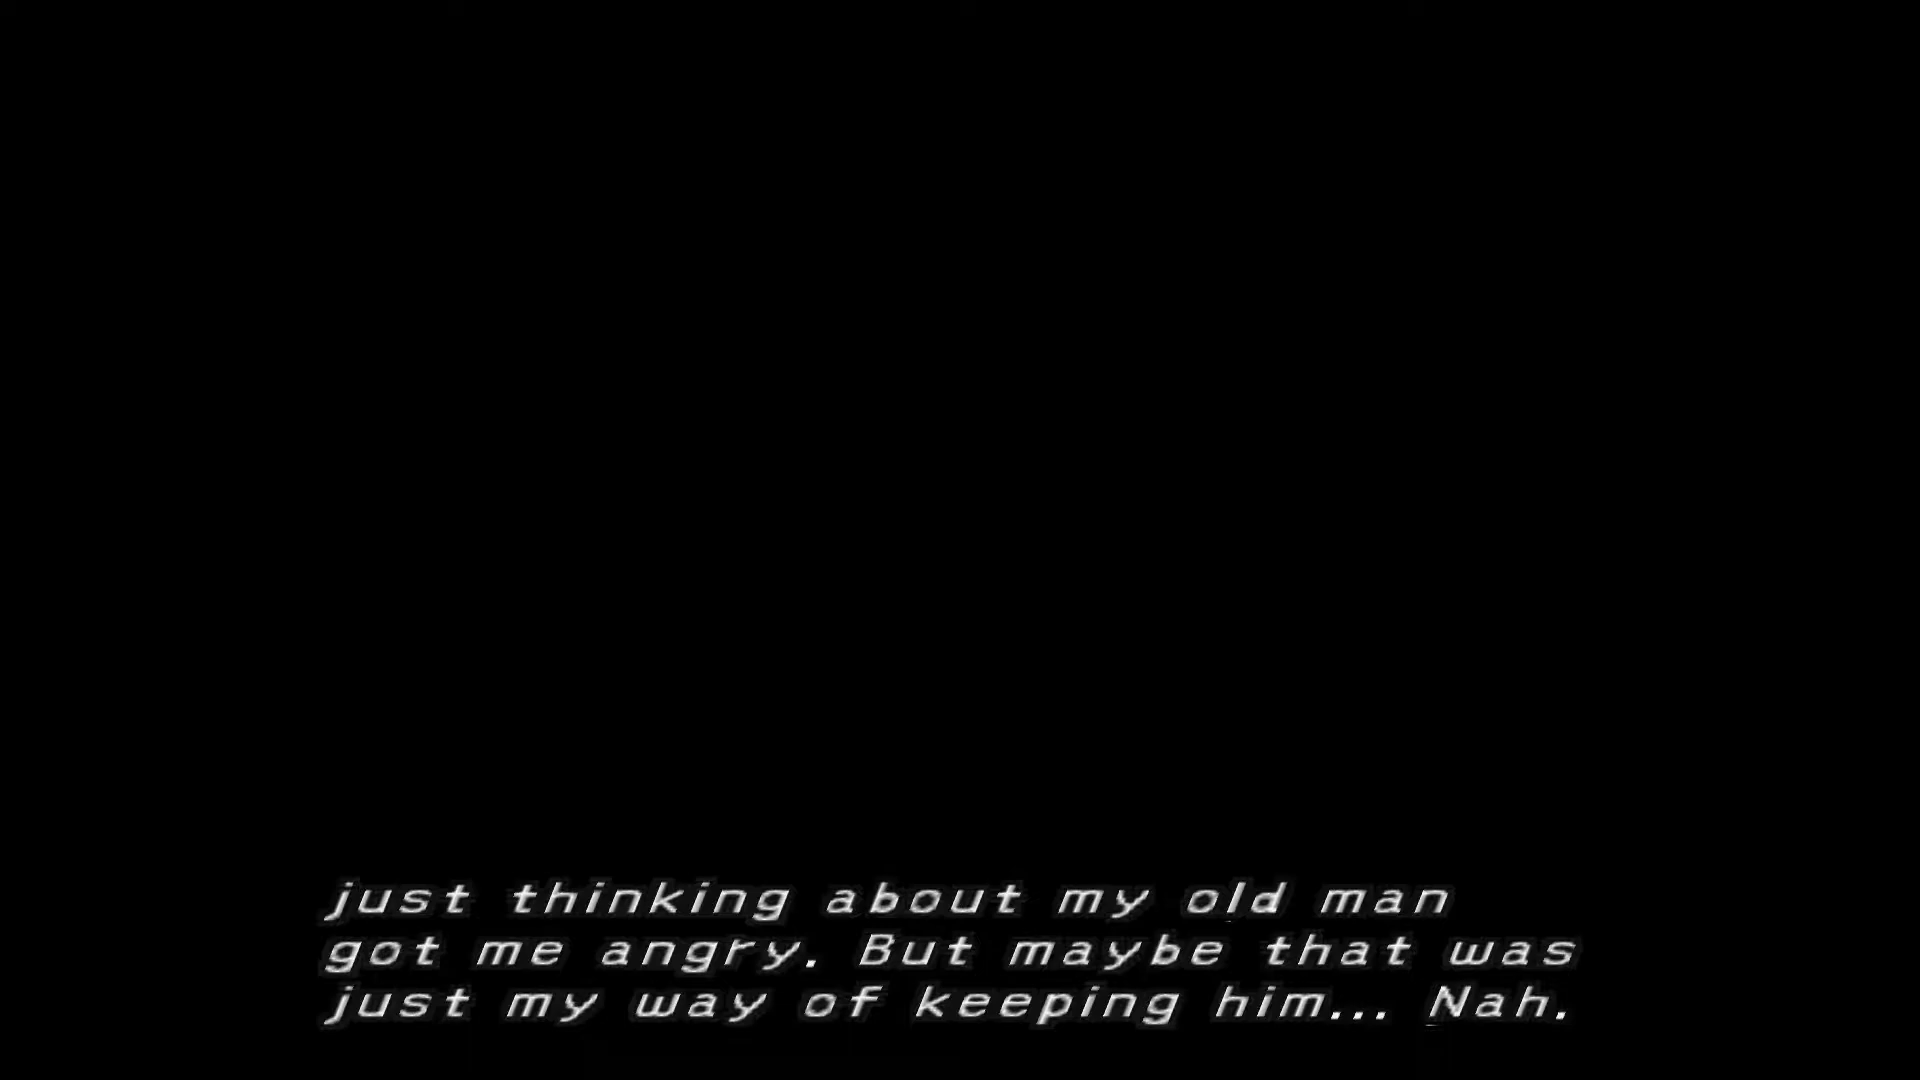 just thinking about my old man
got me angry. But maybe that was
just my way of keeping him... Nah.